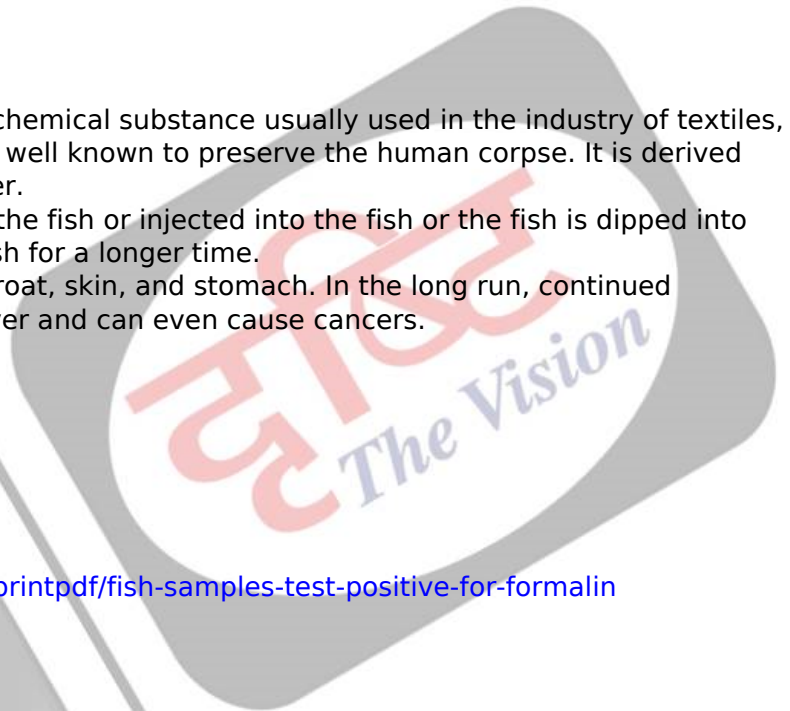 chemical substance usually used in the industry of textiles,
well known to preserve the human corpse. It is derived
er.
the fish or injected into the fish or the fish is dipped into
sh for a longer time.
roat, skin, and stomach. In the long run, continued
ver and can even cause cancers.
दृष्टि
The Vision
printpdf/fish-samples-test-positive-for-formalin